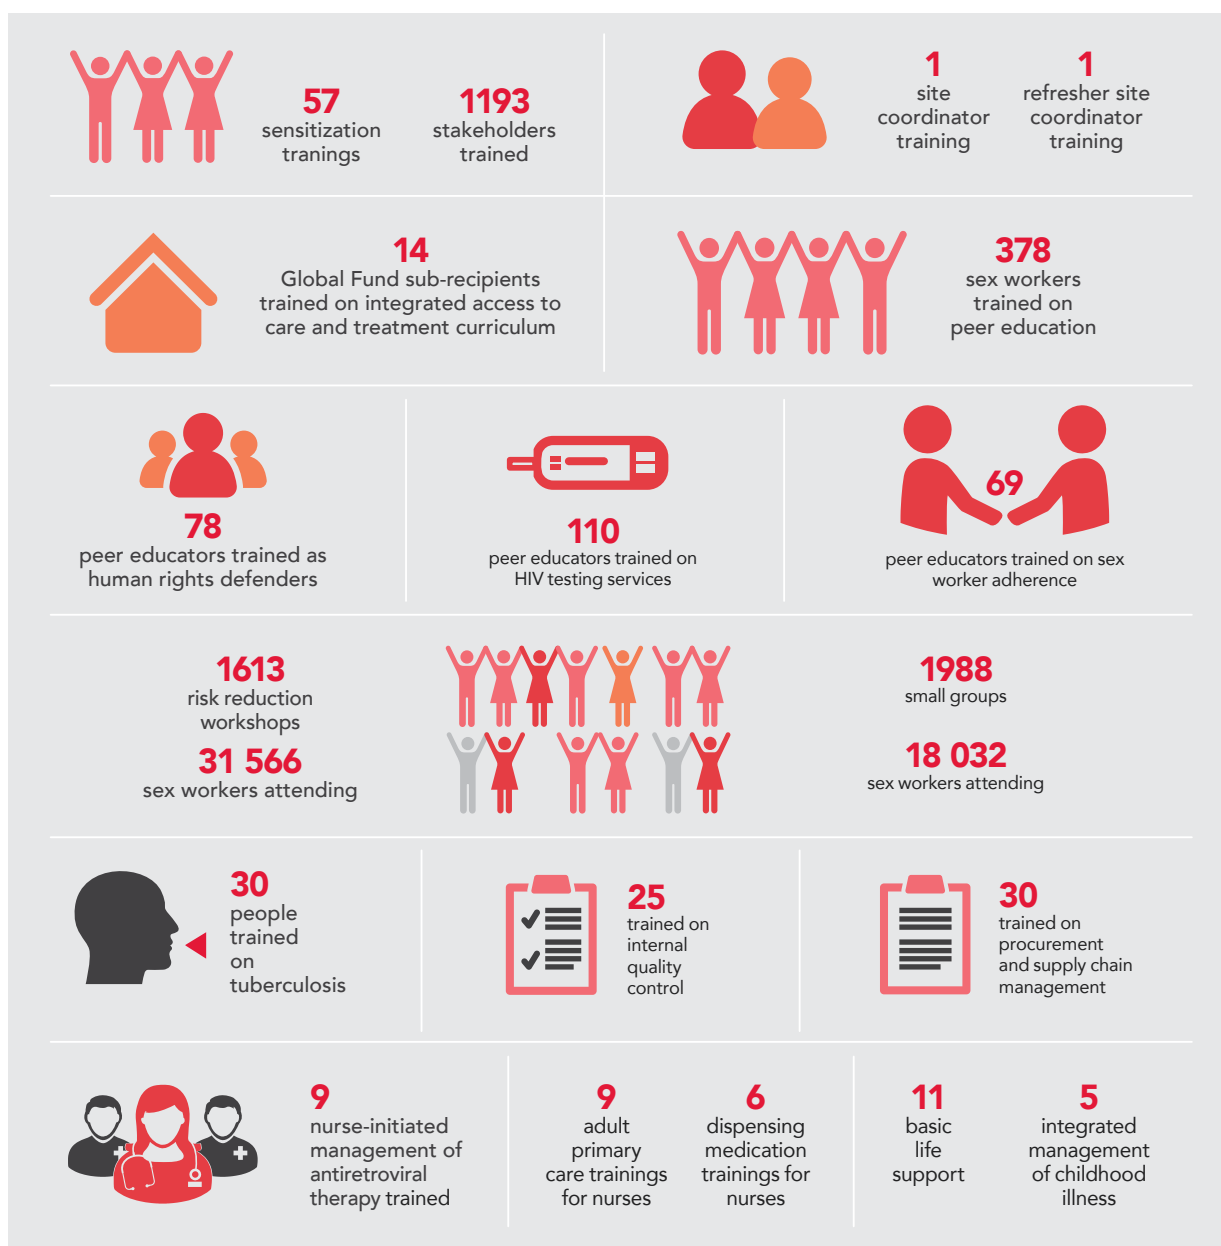 57
sensitization
tranings
1193
stakeholders
trained
1
site
coordinator
training
1
refresher site
coordinator
training
14
Global Fund sub-recipients
trained on integrated access to
care and treatment curriculum
378
sex workers
trained on
peer education
78
peer educators trained as
human rights defenders
110
peer educators trained on
HIV testing services
69
peer educators trained on sex
worker adherence
1613
risk reduction
workshops
31 566
sex workers attending
1988
small groups
18 032
sex workers attending
30
people
trained
on
tuberculosis
25
trained on
internal
quality
control
30
trained on
procurement
and supply chain
management
9
nurse-initiated
management of
antiretroviral
therapy trained
9
adult
primary
care trainings
for nurses
6
dispensing
medication
trainings for
nurses
11
basic
life
support
5
integrated
management
of childhood
illness